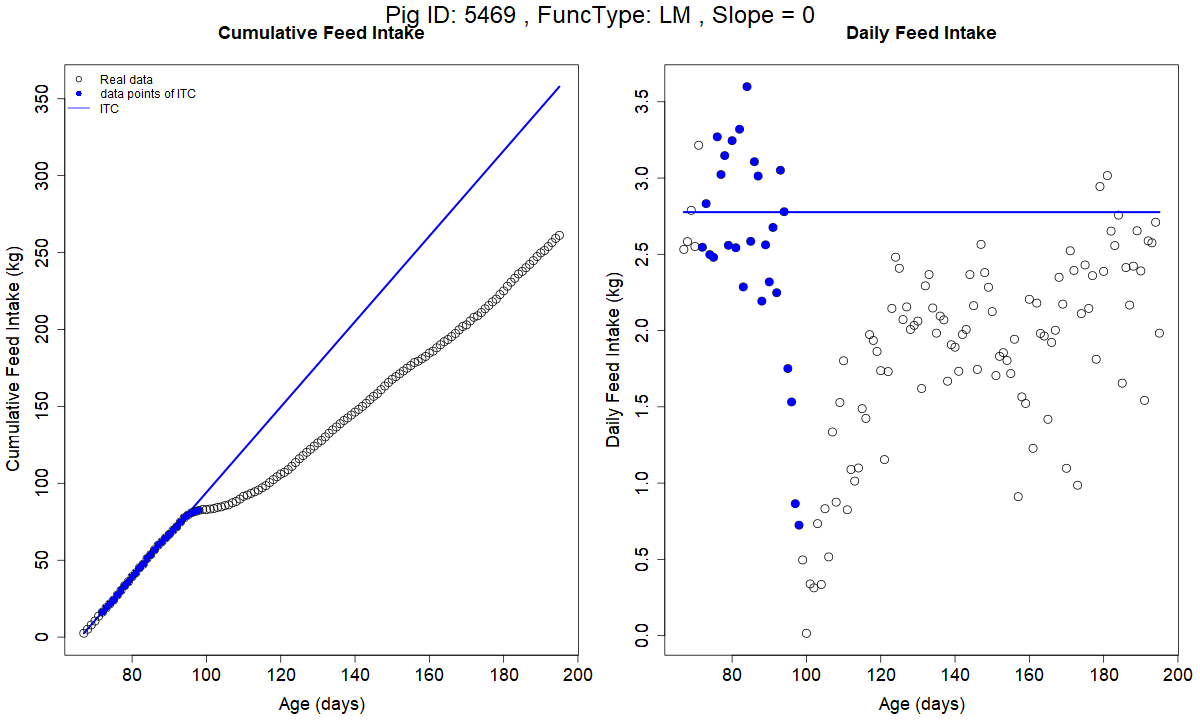 Pig ID: 5469 , FuncType: LM , Slope = 0
Cumulative Feed Intake
Real data
data points of ITC
ITC
Cumulative Feed Intake (kg)
350
300
250
200
150
100
50
0
80 100 120 140 160 180 200
Age (days)
Daily Feed Intake
Daily Feed Intake (kg)
3.5
3.0
2.5
2.0
1.5
1.0
0.5
0.0
80 100 120 140 160 180 200
Age (days)